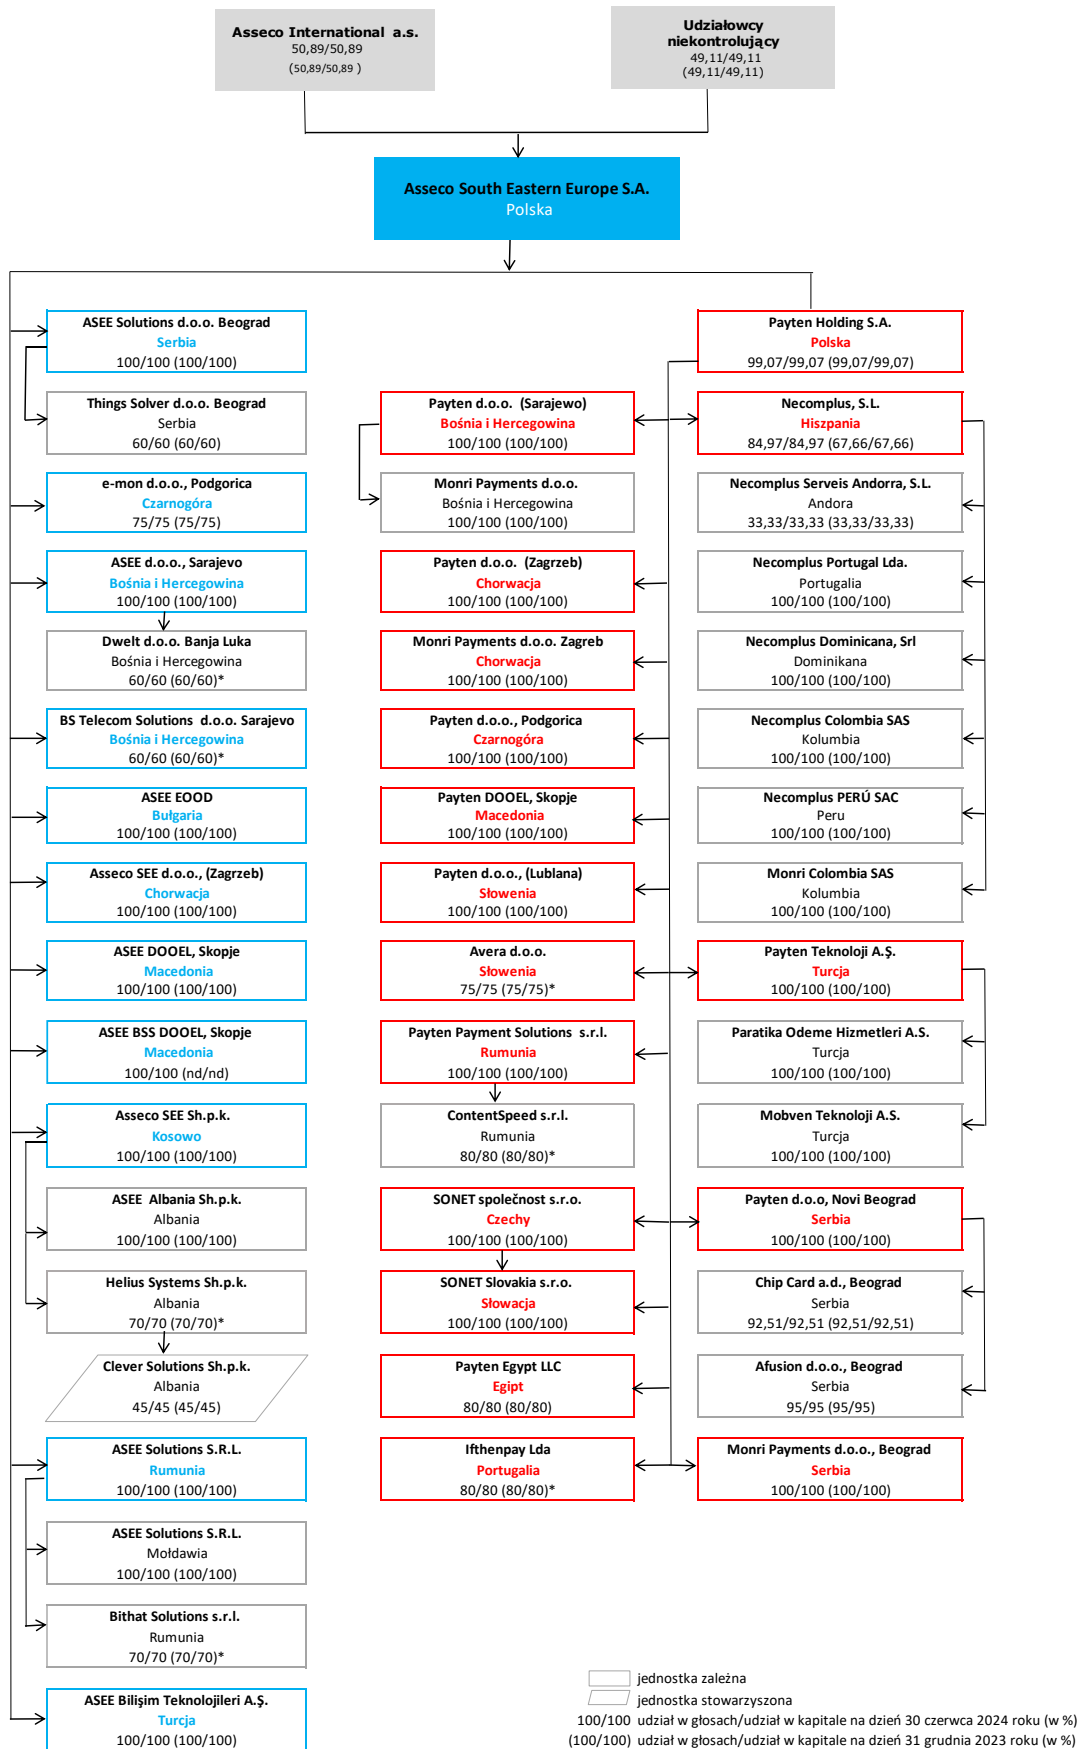 Asseco International a.s.
50,89/50,89
(50,89/50,89 )
Udziałowcy
niekontrolujący
49,11/49,11
(49,11/49,11)
Asseco South Eastern Europe S.A.
Polska
ASEE Solutions d.o.o. Beograd
Serbia
100/100 (100/100)
Things Solver d.o.o. Beograd
Serbia
60/60 (60/60)
e-mon d.o.o., Podgorica
Czarnogóra
75/75 (75/75)
ASEE d.o.o., Sarajevo
Bośnia i Hercegowina
100/100 (100/100)
Dwelt d.o.o. Banja Luka
Bośnia i Hercegowina
60/60 (60/60)*
BS Telecom Solutions d.o.o. Sarajevo
Bośnia i Hercegowina
60/60 (60/60)*
ASEE EOOD
Bułgaria
100/100 (100/100)
Asseco SEE d.o.o., (Zagrzeb)
Chorwacja
100/100 (100/100)
ASEE DOOEL, Skopje
Macedonia
100/100 (100/100)
ASEE BSS DOOEL, Skopje
Macedonia
100/100 (nd/nd)
Asseco SEE Sh.p.k.
Kosowo
100/100 (100/100)
ASEE Albania Sh.p.k.
Albania
100/100 (100/100)
Helius Systems Sh.p.k.
Albania
70/70 (70/70)*
Clever Solutions Sh.p.k.
Albania
45/45 (45/45)
ASEE Solutions S.R.L.
Rumunia
100/100 (100/100)
ASEE Solutions S.R.L.
Mołdawia
100/100 (100/100)
Bithat Solutions s.r.l.
Rumunia
70/70 (70/70)*
ASEE Bilişim Teknolojileri A.Ş.
Turcja
100/100 (100/100)
Payten d.o.o. (Sarajewo)
Bośnia i Hercegowina
100/100 (100/100)
Monri Payments d.o.o.
Bośnia i Hercegowina
100/100 (100/100)
Payten d.o.o. (Zagrzeb)
Chorwacja
100/100 (100/100)
Monri Payments d.o.o. Zagreb
Chorwacja
100/100 (100/100)
Payten d.o.o., Podgorica
Czarnogóra
100/100 (100/100)
Payten DOOEL, Skopje
Macedonia
100/100 (100/100)
Payten d.o.o., (Lublana)
Słowenia
100/100 (100/100)
Avera d.o.o.
Słowenia
75/75 (75/75)*
Payten Payment Solutions s.r.l.
Rumunia
100/100 (100/100)
ContentSpeed s.r.l.
Rumunia
80/80 (80/80)*
SONET společnost s.r.o.
Czechy
100/100 (100/100)
SONET Slovakia s.r.o.
Słowacja
100/100 (100/100)
Payten Egypt LLC
Egipt
80/80 (80/80)
Ifthenpay Lda
Portugalia
80/80 (80/80)*
Payten Holding S.A.
Polska
99,07/99,07 (99,07/99,07)
Necomplus, S.L.
Hiszpania
84,97/84,97 (67,66/67,66)
Necomplus Serveis Andorra, S.L.
Andora
33,33/33,33 (33,33/33,33)
Necomplus Portugal Lda.
Portugalia
100/100 (100/100)
Necomplus Dominicana, Srl
Dominikana
100/100 (100/100)
Necomplus Colombia SAS
Kolumbia
100/100 (100/100)
Necomplus PERÚ SAC
Peru
100/100 (100/100)
Monri Colombia SAS
Kolumbia
100/100 (100/100)
Payten Teknoloji A.Ş.
Turcja
100/100 (100/100)
Paratika Odeme Hizmetleri A.S.
Turcja
100/100 (100/100)
Mobven Teknoloji A.S.
Turcja
100/100 (100/100)
Payten d.o.o, Novi Beograd
Serbia
100/100 (100/100)
Chip Card a.d., Beograd
Serbia
92,51/92,51 (92,51/92,51)
Afusion d.o.o., Beograd
Serbia
95/95 (95/95)
Monri Payments d.o.o., Beograd
Serbia
100/100 (100/100)
jednostka zależna
jednostka stowarzyszona
100/100 udział w głosach/udział w kapitale na dzień 30 czerwca 2024 roku (w %)
(100/100) udział w głosach/udział w kapitale na dzień 31 grudnia 2023 roku (w %)